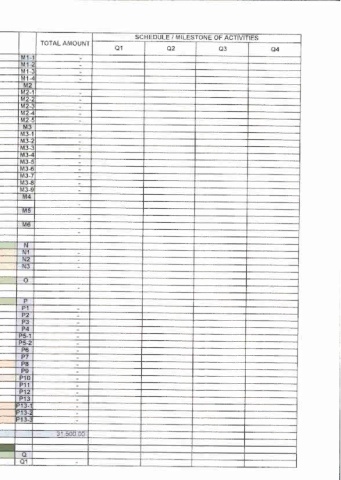 TOTAL AMOUNT
SCHEDULE / MILESTONE OF ACTIVITIES
Q1 Q2 Q3 Q4
M1-1 -
M1-2 -
M1-3 -
M1-4 -
M2
M2-1 -
M2-2 -
M2-3 -
M2-4 -
M2-5 -
M3
M3-1 -
M3-2 -
M3-3 -
M3-4 -
M3-5 -
M3-6 -
M3-7 -
M3-8 -
M3-9 -
M4
-
M5
-
M6
-
N
N1 -
N2 -
N3 -
O
-
P
P1 -
P2 -
P3 -
P4 -
P5-1 -
P5-2 -
P6 -
P7 -
P8 -
P9 -
P10 -
P11 -
P12 -
P13 -
P13-1 -
P13-2 -
P13-3 -
Q
Q1 -